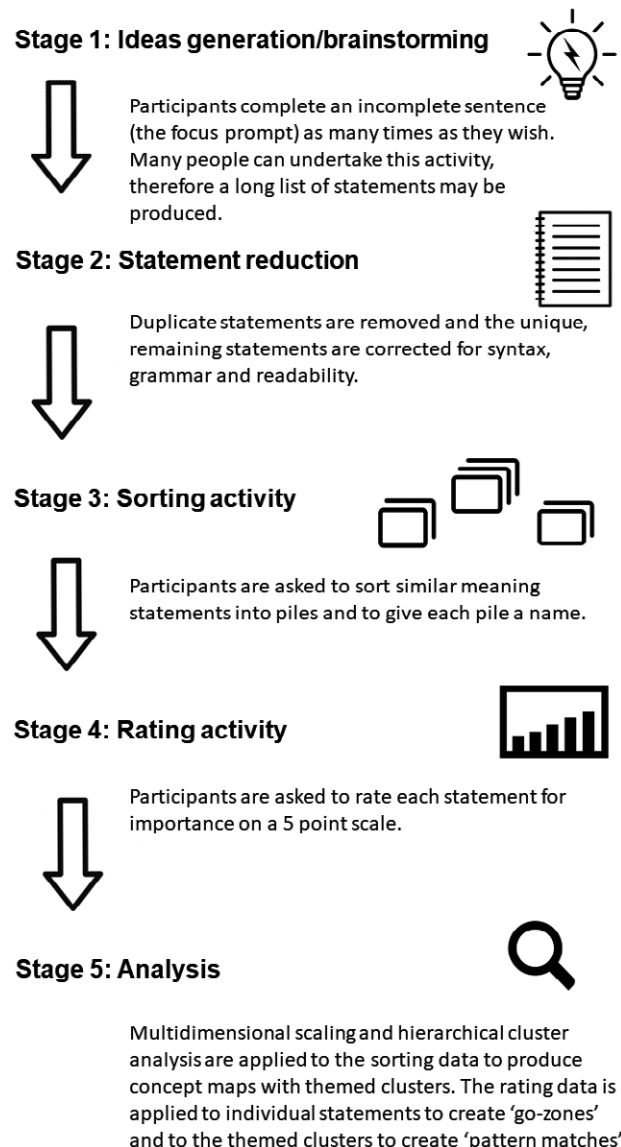 Stage 1: Ideas generation/brainstorming
Participants complete an incomplete sentence
(the focus prompt) as many times as they wish.
Many people can undertake this activity,
therefore a long list of statements may be
produced.
Stage 2: Statement reduction
Duplicate statements are removed and the unique,
remaining statements are corrected for syntax,
grammar and readability.
Stage 3: Sorting activity
Participants are asked to sort similar meaning
statements into piles and to give each pile a name.
Stage 4: Rating activity
Participants are asked to rate each statement for
importance on a 5 point scale.
Stage 5: Analysis
Multidimensional scaling and hierarchical cluster
analysis are applied to the sorting data to produce
concept maps with themed clusters. The rating data is
applied to individual statements to create ‘go-zones’
and to the themed clusters to create ‘pattern matches’